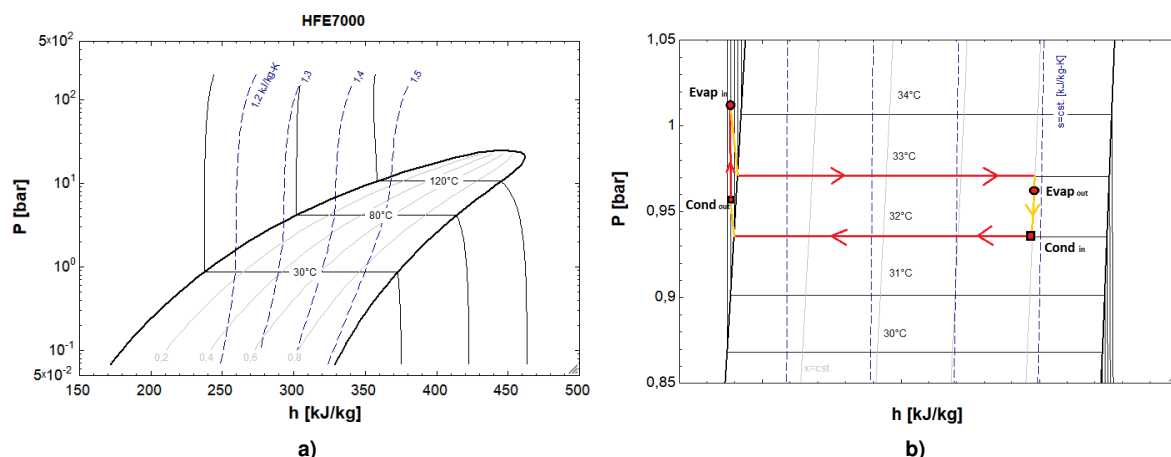 HFE7000
5x10²
10²
10¹
10⁰
10⁻¹
5x10⁻²
P [bar]
1,2 kJ/kg-K
1,3
1,4
1,5
120°C
80°C
30°C
0,2
0,4
0,6
0,8
150
200
250
300
350
400
450
500
h [kJ/kg]
a)
1,05
1
0,95
0,9
0,85
P [bar]
Evap in
Cond out
34°C
33°C
32°C
31°C
30°C
x=cst.
s=cst. [kJ/kg-K]
Evap out
Cond in
h [kJ/kg]
b)